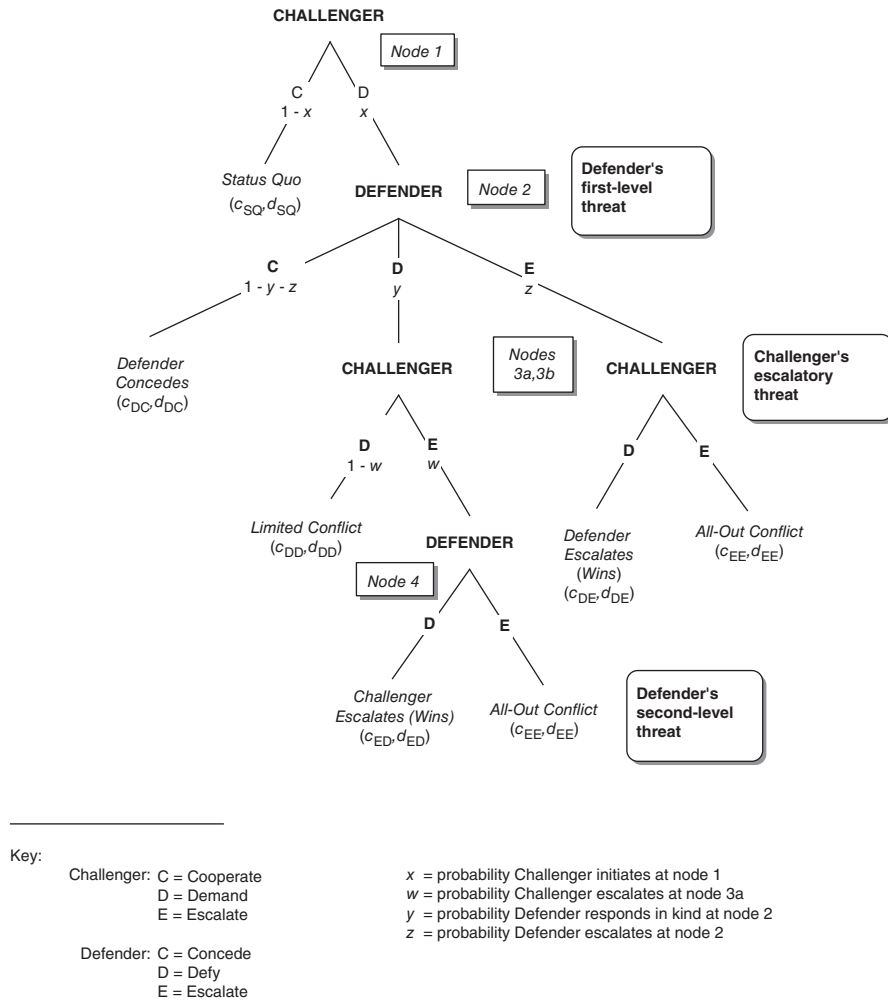 CHALLENGER
Node 1
C
1 - x
D
x
Status Quo
(cSQ,dSQ)
DEFENDER
Node 2
Defender's
first-level
threat
C
1 - y - z
D
y
E
z
Defender
Concedes
(cDC,dDC)
CHALLENGER
Nodes
3a,3b
CHALLENGER
Challenger's
escalatory
threat
D
1 - w
E
w
D
E
Limited Conflict
(cDD,dDD)
DEFENDER
Defender
Escalates
(Wins)
(cDE,dDE)
All-Out Conflict
(cEE,dEE)
Node 4
D
E
Challenger
Escalates (Wins)
(cED,dED)
All-Out Conflict
(cEE,dEE)
Defender's
second-level
threat
Key:
Challenger: C = Cooperate
D = Demand
E = Escalate
Defender: C = Concede
D = Defy
E = Escalate
x = probability Challenger initiates at node 1
w = probability Challenger escalates at node 3a
y = probability Defender responds in kind at node 2
z = probability Defender escalates at node 2